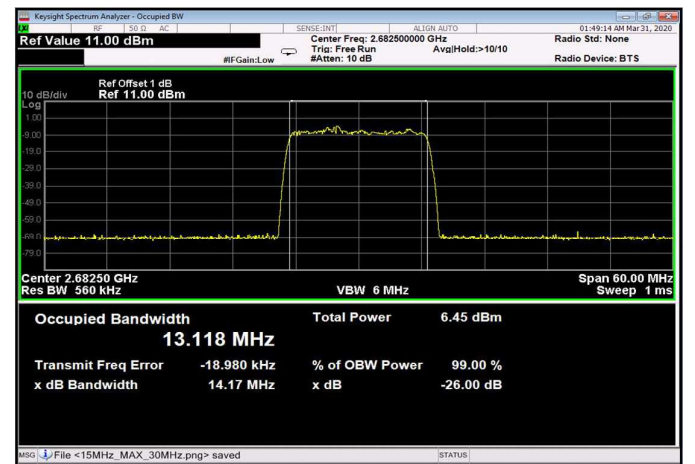 Keysight Spectrum Analyzer - Occupied BW
LXI RF 50 Ω AC SENSE:INT ALIGN AUTO 01:49:14 AM Mar 31, 2020
Ref Value 11.00 dBm Center Freq: 2.682500000 GHz Radio Std: None
Trig: Free Run Avg|Hold:>10/10
#IFGain:Low #Atten: 10 dB Radio Device: BTS
Ref Offset 1 dB
10 dB/div Ref 11.00 dBm
Log
1.00
-9.00
-19.0
-29.0
-39.0
-49.0
-59.0
-69.0
-79.0
Center 2.68250 GHz Span 60.00 MHz
Res BW 560 kHz VBW 6 MHz Sweep 1 ms
Occupied Bandwidth Total Power 6.45 dBm
13.118 MHz
Transmit Freq Error -18.980 kHz % of OBW Power 99.00 %
x dB Bandwidth 14.17 MHz x dB -26.00 dB
MSG File <15MHz_MAX_30MHz.png> saved STATUS